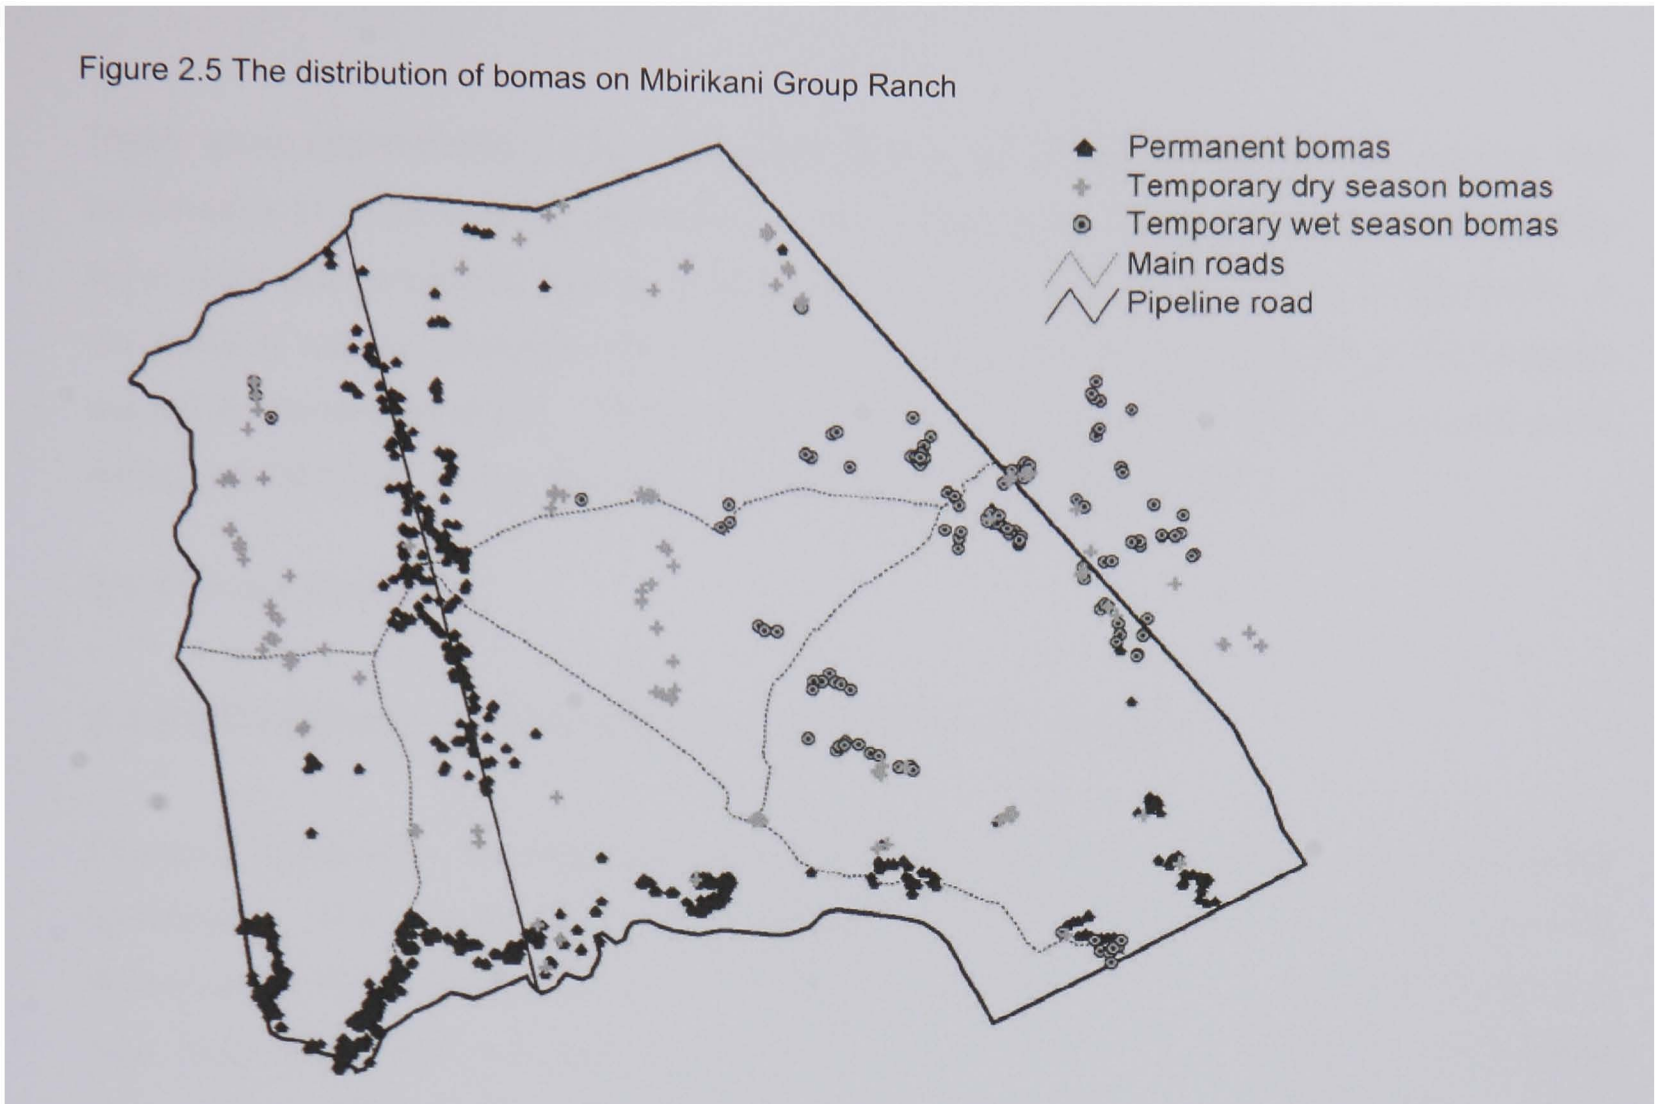 Figure 2.5 The distribution of bomas on Mbirikani Group Ranch
Permanent bomas
Temporary dry season bomas
Temporary wet season bomas
Main roads
Pipeline road